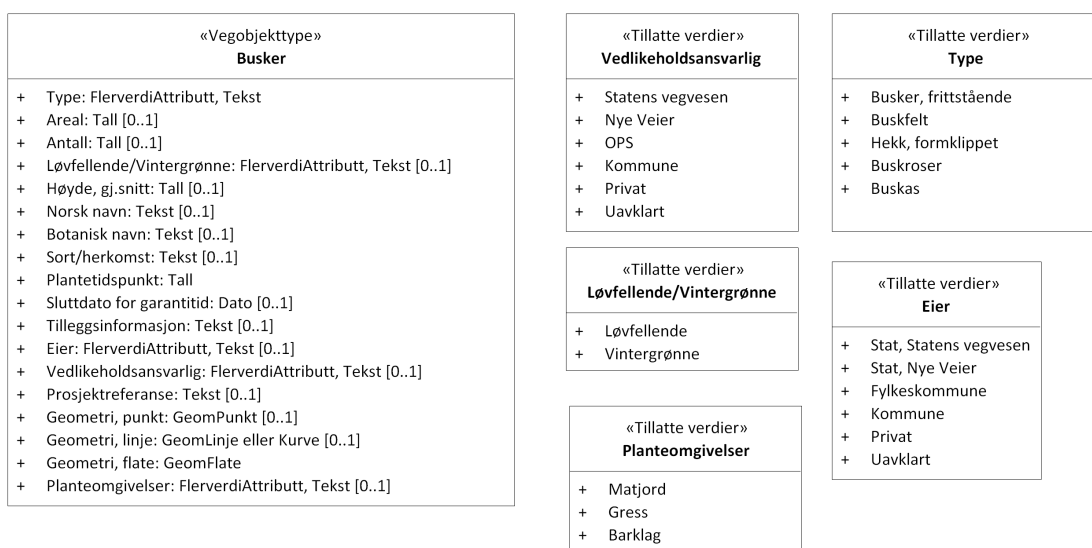 «Vegobjekttype»
Busker
+ Type: FlerverdiAttributt, Tekst
+ Areal: Tall [0..1]
+ Antall: Tall [0..1]
+ Løvfellende/Vintergrønne: FlerverdiAttributt, Tekst [0..1]
+ Høyde, gj.snitt: Tall [0..1]
+ Norsk navn: Tekst [0..1]
+ Botanisk navn: Tekst [0..1]
+ Sort/herkomst: Tekst [0..1]
+ Plantetidspunkt: Tall
+ Sluttdato for garantitid: Dato [0..1]
+ Tilleggsinformasjon: Tekst [0..1]
+ Eier: FlerverdiAttributt, Tekst [0..1]
+ Vedlikeholdsansvarlig: FlerverdiAttributt, Tekst [0..1]
+ Prosjektreferanse: Tekst [0..1]
+ Geometri, punkt: GeomPunkt [0..1]
+ Geometri, linje: GeomLinje eller Kurve [0..1]
+ Geometri, flate: GeomFlate
+ Planteomgivelser: FlerverdiAttributt, Tekst [0..1]
«Tillatte verdier»
Vedlikeholdsansvarlig
+ Statens vegvesen
+ Nye Veier
+ OPS
+ Kommune
+ Privat
+ Uavklart
«Tillatte verdier»
Løvfellende/Vintergrønne
+ Løvfellende
+ Vintergrønne
«Tillatte verdier»
Planteomgivelser
+ Matjord
+ Gress
+ Barklag
«Tillatte verdier»
Type
+ Busker, frittstående
+ Buskfelt
+ Hekk, formklippet
+ Buskroser
+ Buskas
«Tillatte verdier»
Eier
+ Stat, Statens vegvesen
+ Stat, Nye Veier
+ Fylkeskommune
+ Kommune
+ Privat
+ Uavklart